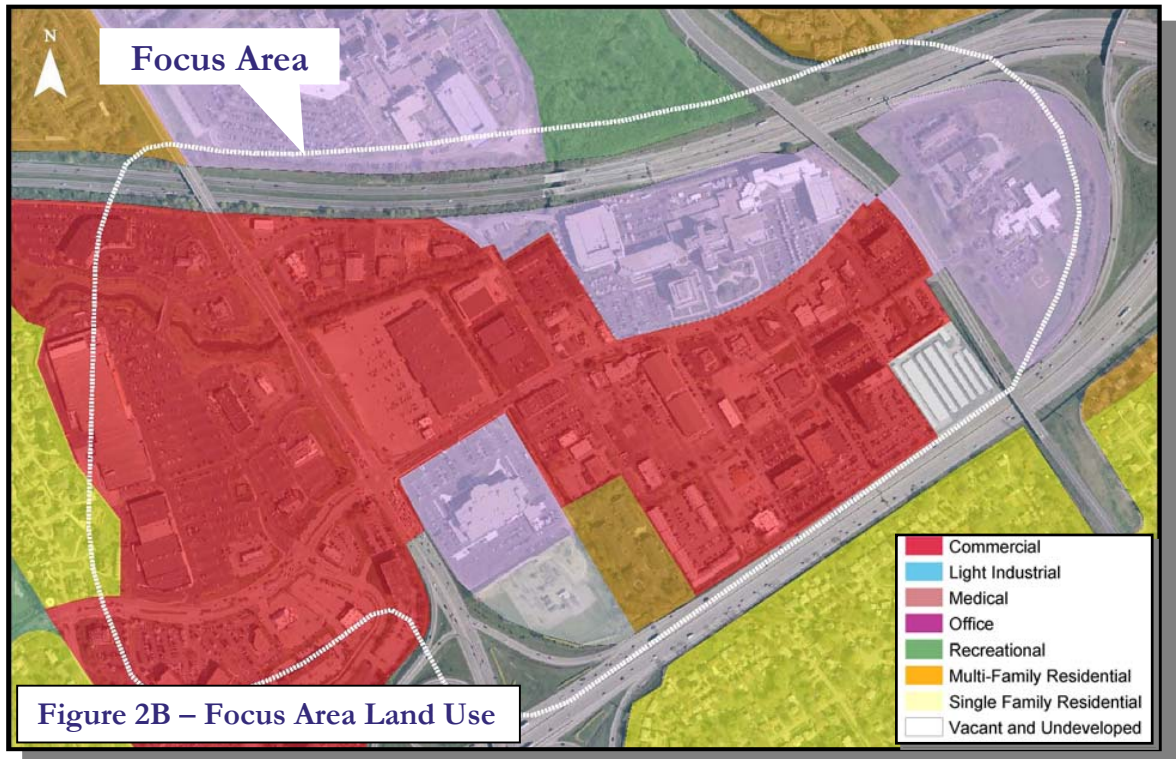 N
Focus Area
Commercial
Light Industrial
Medical
Office
Recreational
Multi-Family Residential
Single Family Residential
Vacant and Undeveloped
Figure 2B – Focus Area Land Use